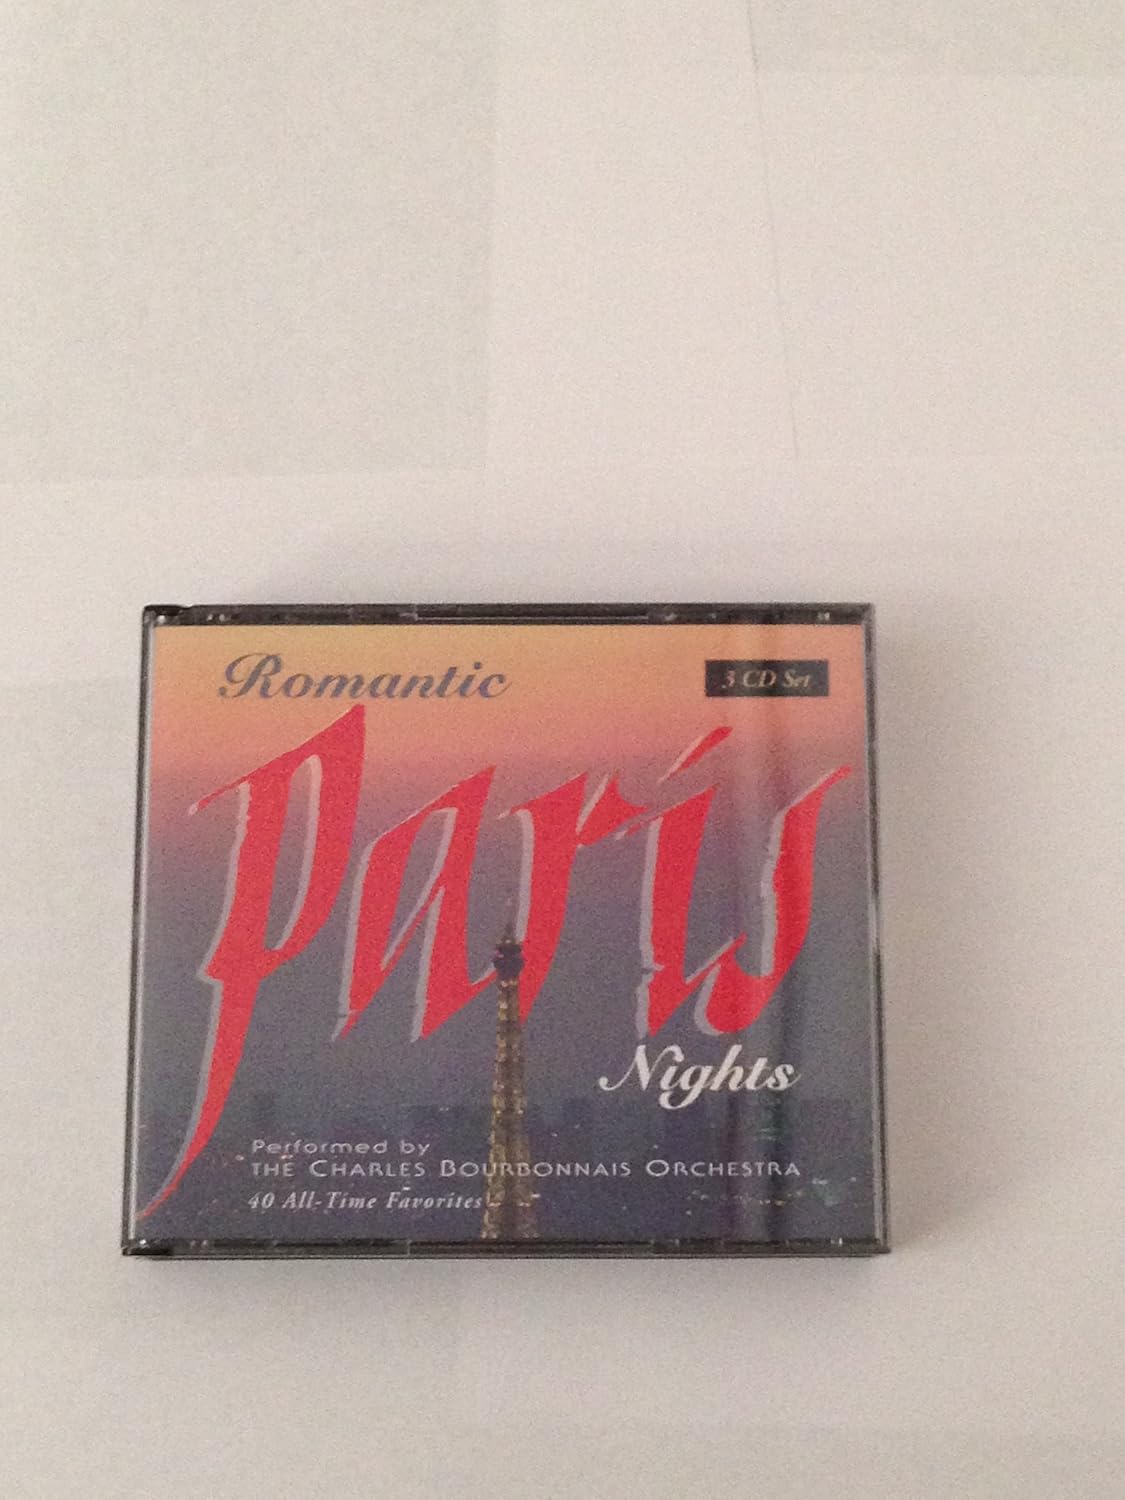 Romantic
3 CD Set
Paris
Nights
Performed by
THE CHARLES BOURBONNAIS ORCHESTRA
40 All-Time Favorites